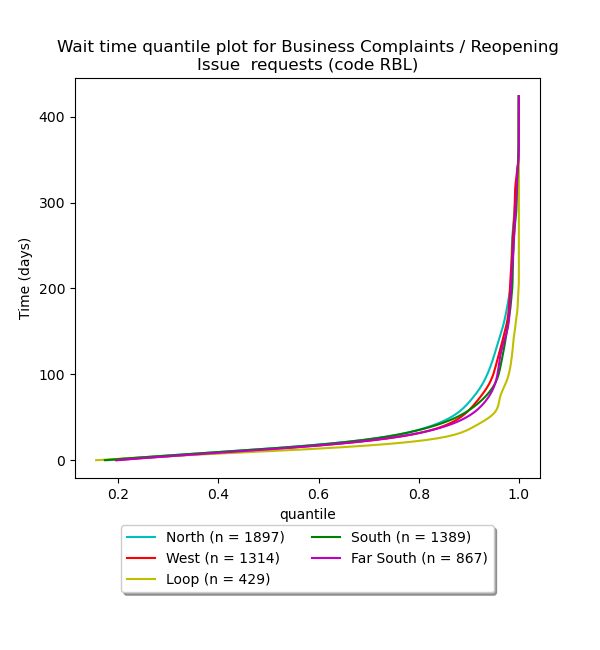 Wait time quantile plot for Business Complaints / Reopening
Issue  requests (code RBL)
400
300
200
100
0
Time (days)
0.2 0.4 0.6 0.8 1.0
quantile
North (n = 1897) South (n = 1389)
West (n = 1314) Far South (n = 867)
Loop (n = 429)